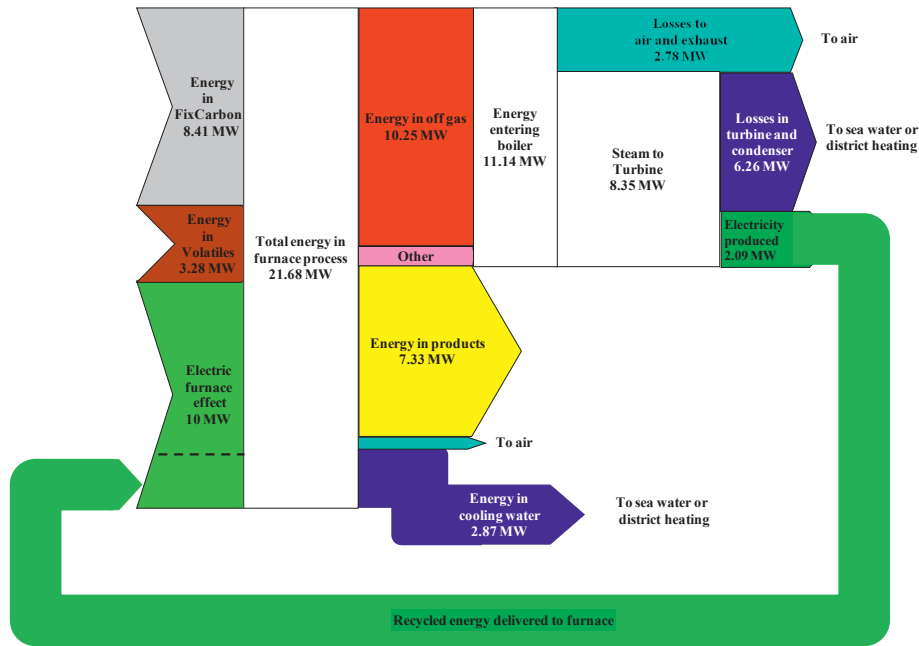 Energy
in
FixCarbon
8.41 MW
Energy
in
Volatiles
3.28 MW
Electric
furnace
effect
10 MW
Total energy in
furnace process
21.68 MW
Energy in off gas
10.25 MW
Other
Energy in products
7.33 MW
To air
Energy in
cooling water
2.87 MW
To sea water or
district heating
Energy
entering
boiler
11.14 MW
Losses to
air and exhaust
2.78 MW
To air
Steam to
Turbine
8.35 MW
Losses in
turbine and
condenser
6.26 MW
To sea water or
district heating
Electricity
produced
2.09 MW
Recycled energy delivered to furnace